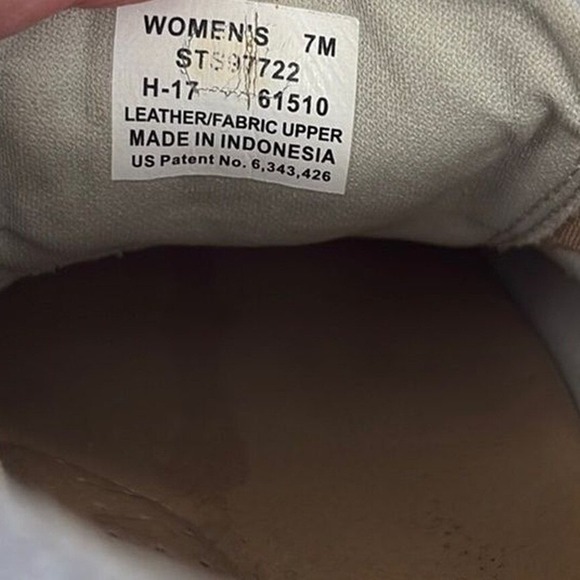 WOMEN'S 7M
STS97722
H-17 61510
LEATHER/FABRIC UPPER
MADE IN INDONESIA
US Patent No. 6,343,426